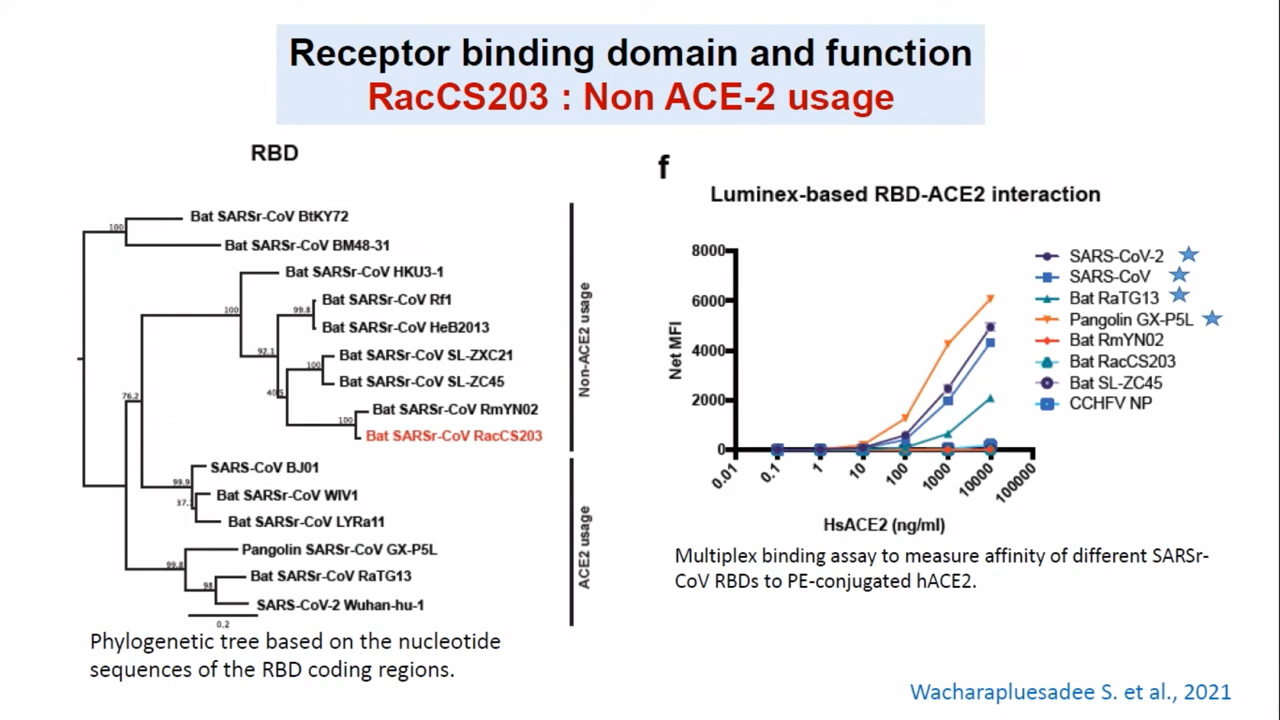 Receptor binding domain and function
RacCS203 : Non ACE-2 usage
RBD
100
Bat SARSr-CoV BtKY72
Bat SARSr-CoV BM48-31
Bat SARSr-CoV HKU3-1
100
99.8
Bat SARSr-CoV Rf1
Bat SARSr-CoV HeB2013
92.1
100
Bat SARSr-CoV SL-ZXC21
Bat SARSr-CoV SL-ZC45
76.2
Bat SARSr-CoV RmYN02
100
Bat SARSr-CoV RacCS203
Non-ACE2 usage
SARS-CoV BJ01
99.9
Bat SARSr-CoV WIV1
Bat SARSr-CoV LYRa11
Pangolin SARSr-CoV GX-P5L
99.8
Bat SARSr-CoV RaTG13
98
SARS-CoV-2 Wuhan-hu-1
ACE2 usage
0.2
Phylogenetic tree based on the nucleotide
sequences of the RBD coding regions.
f
Luminex-based RBD-ACE2 interaction
Net MFI
8000
6000
4000
2000
0
0.01
0.1
1
10
100
1000
10000
100000
HsACE2 (ng/ml)
SARS-CoV-2
SARS-CoV
Bat RaTG13
Pangolin GX-P5L
Bat RmYN02
Bat RacCS203
Bat SL-ZC45
CCHFV NP
Multiplex binding assay to measure affinity of different SARSr-
CoV RBDs to PE-conjugated hACE2.
Wacharapluesadee S. et al., 2021